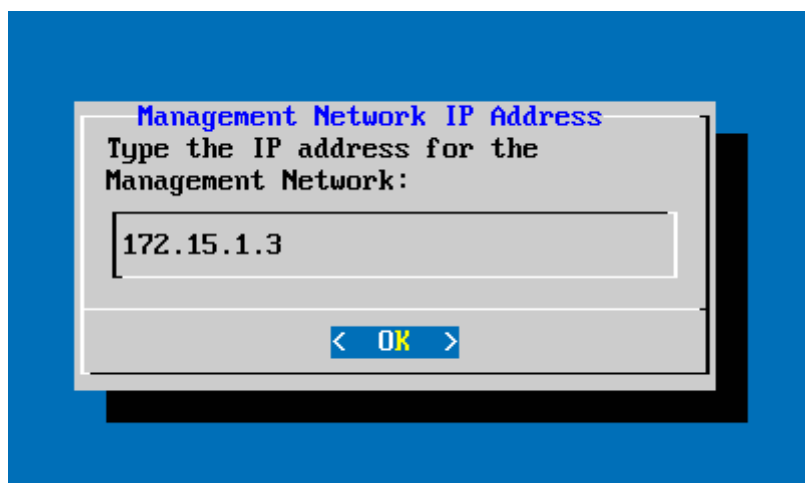 Management Network IP Address
Type the IP address for the
Management Network:
172.15.1.3
< OK >